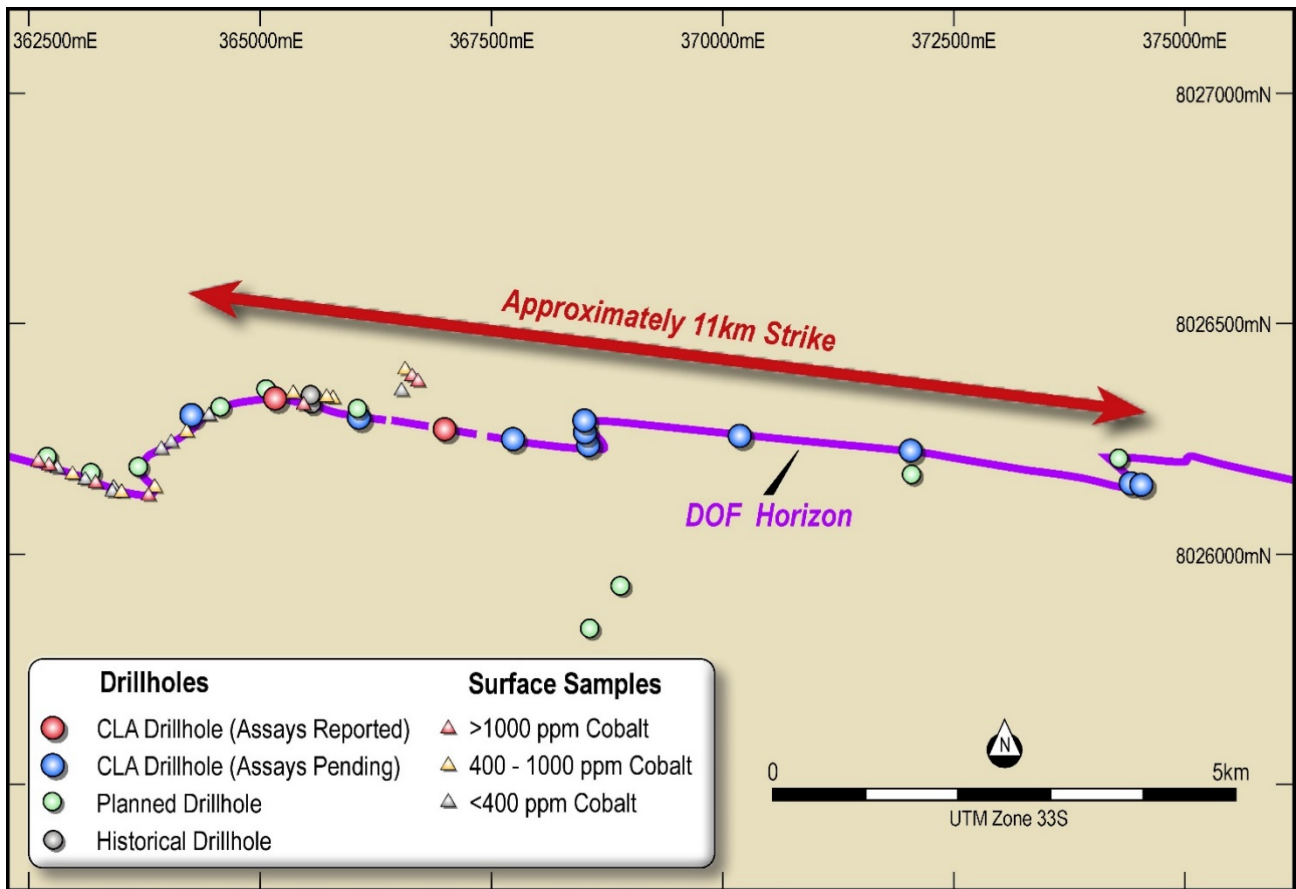 362500mE
365000mE
367500mE
370000mE
372500mE
375000mE
8027000mN
8026500mN
Approximately 11km Strike
DOF Horizon
8026000mN
Drillholes
CLA Drillhole (Assays Reported)
CLA Drillhole (Assays Pending)
Planned Drillhole
Historical Drillhole
Surface Samples
>1000 ppm Cobalt
400 - 1000 ppm Cobalt
<400 ppm Cobalt
N
0
5km
UTM Zone 33S